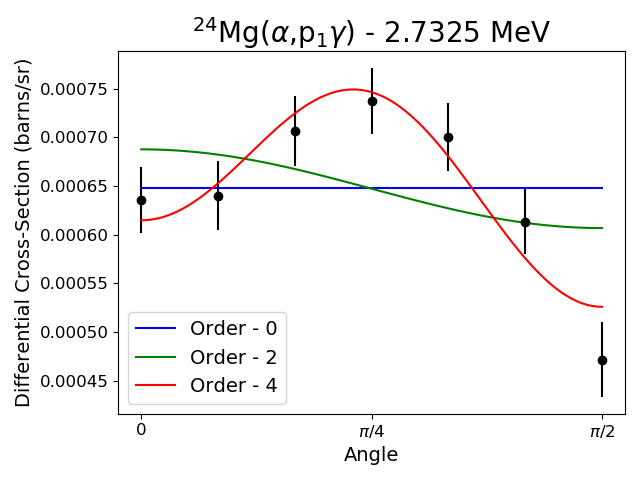 ²⁴Mg(α,p₁γ) - 2.7325 MeV
Differential Cross-Section (barns/sr)
0.00075
0.00070
0.00065
0.00060
0.00055
0.00050
0.00045
Order - 0
Order - 2
Order - 4
0 π/4 π/2
Angle